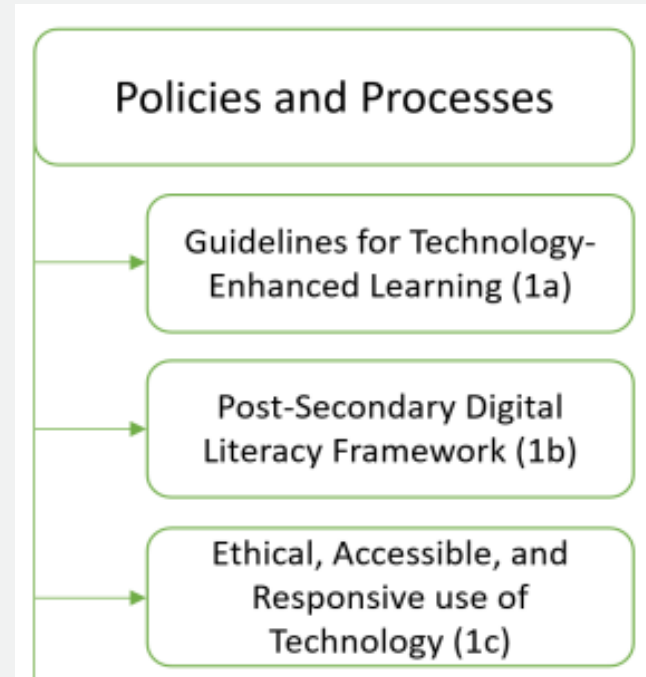 Policies and Processes
Guidelines for Technology-
Enhanced Learning (1a)
Post-Secondary Digital
Literacy Framework (1b)
Ethical, Accessible, and
Responsive use of
Technology (1c)